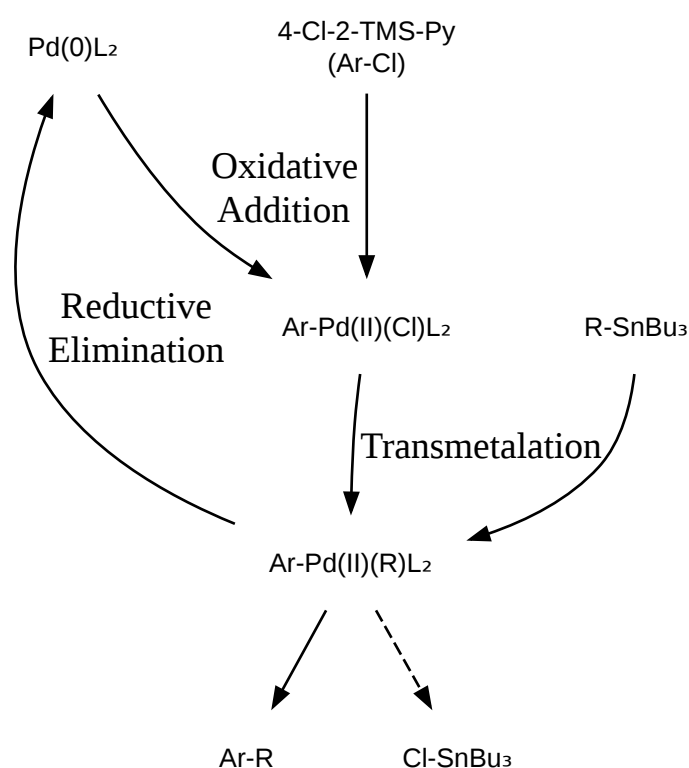 Pd(0)L₂
4-Cl-2-TMS-Py
(Ar-Cl)
Oxidative
Addition
Reductive
Elimination
Ar-Pd(II)(Cl)L₂
R-SnBu₃
Transmetalation
Ar-Pd(II)(R)L₂
Ar-R
Cl-SnBu₃